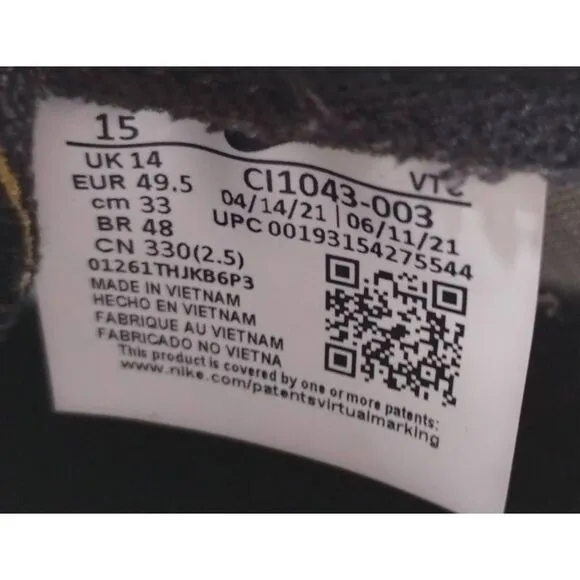 15
UK 14
EUR 49.5
cm 33
BR 48
CN 330(2.5)
01261THJKB6P3
MADE IN VIETNAM
HECHO EN VIETNAM
FABRIQUE AU VIETNAM
FABRICADO NO VIETNA
VTC
CI1043-003
04/14/21 | 06/11/21
UPC 00193154275544
This product is covered by one or more patents:
www.nike.com/patentsvirtualmarking